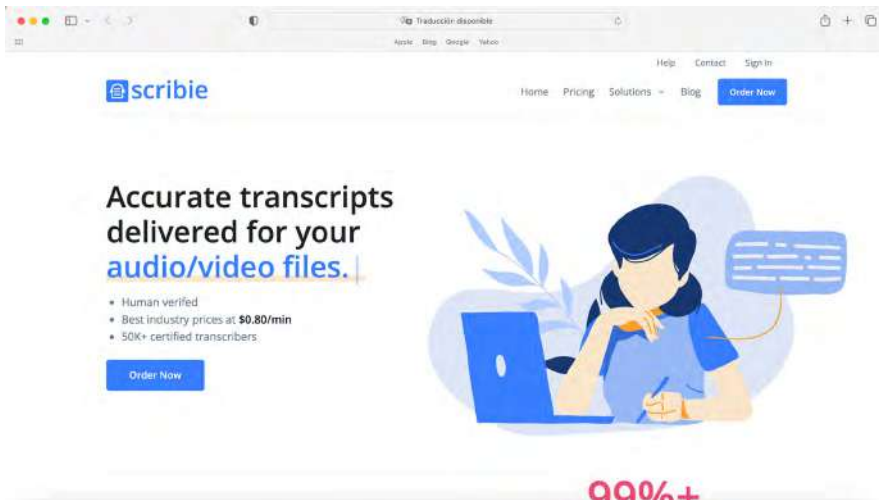 Traducción disponible
Apple Bing Google Yahoo
Help Contact Sign In
scribie
Home Pricing Solutions Blog Order Now
Accurate transcripts
delivered for your
audio/video files.
Human verifed
Best industry prices at $0.80/min
50K+ certified transcribers
Order Now
99%+